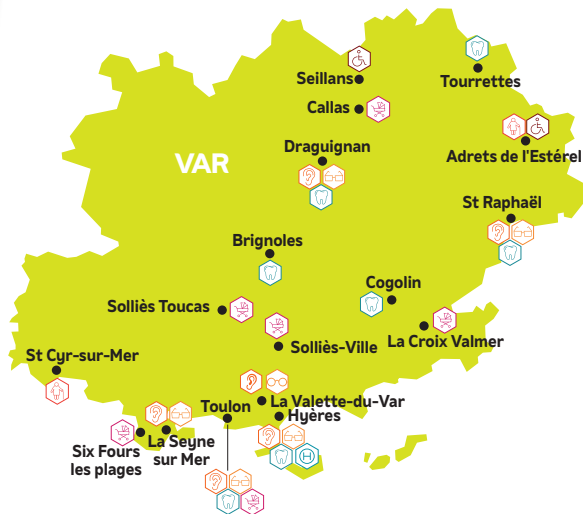 Seillans
Tourrettes
Callas
Draguignan
Adrets de l'Estérel
VAR
St Raphaël
Brignoles
Cogolin
Solliès Toucas
La Croix Valmer
Solliès-Ville
St Cyr-sur-Mer
La Valette-du-Var
Toulon
Hyères
Six Fours
les plages
La Seyne
sur Mer
H